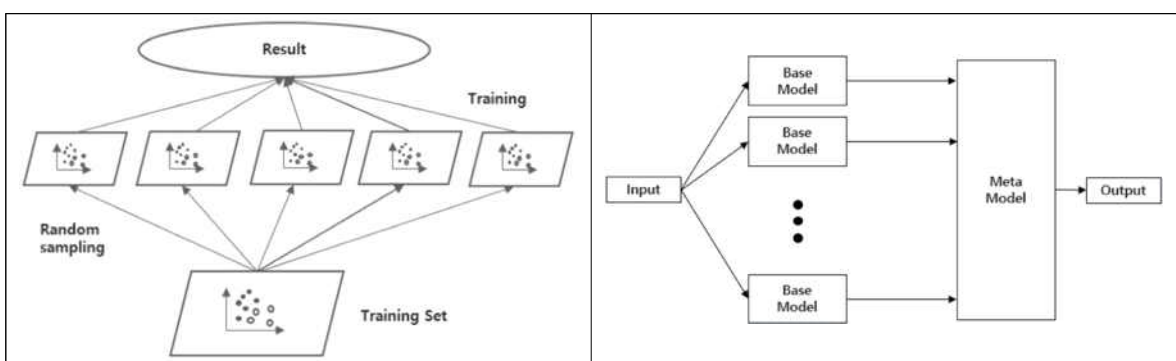 Result
Training
Random
sampling
Training Set
Base
Model
Base
Model
Input
Meta
Model
Output
Base
Model